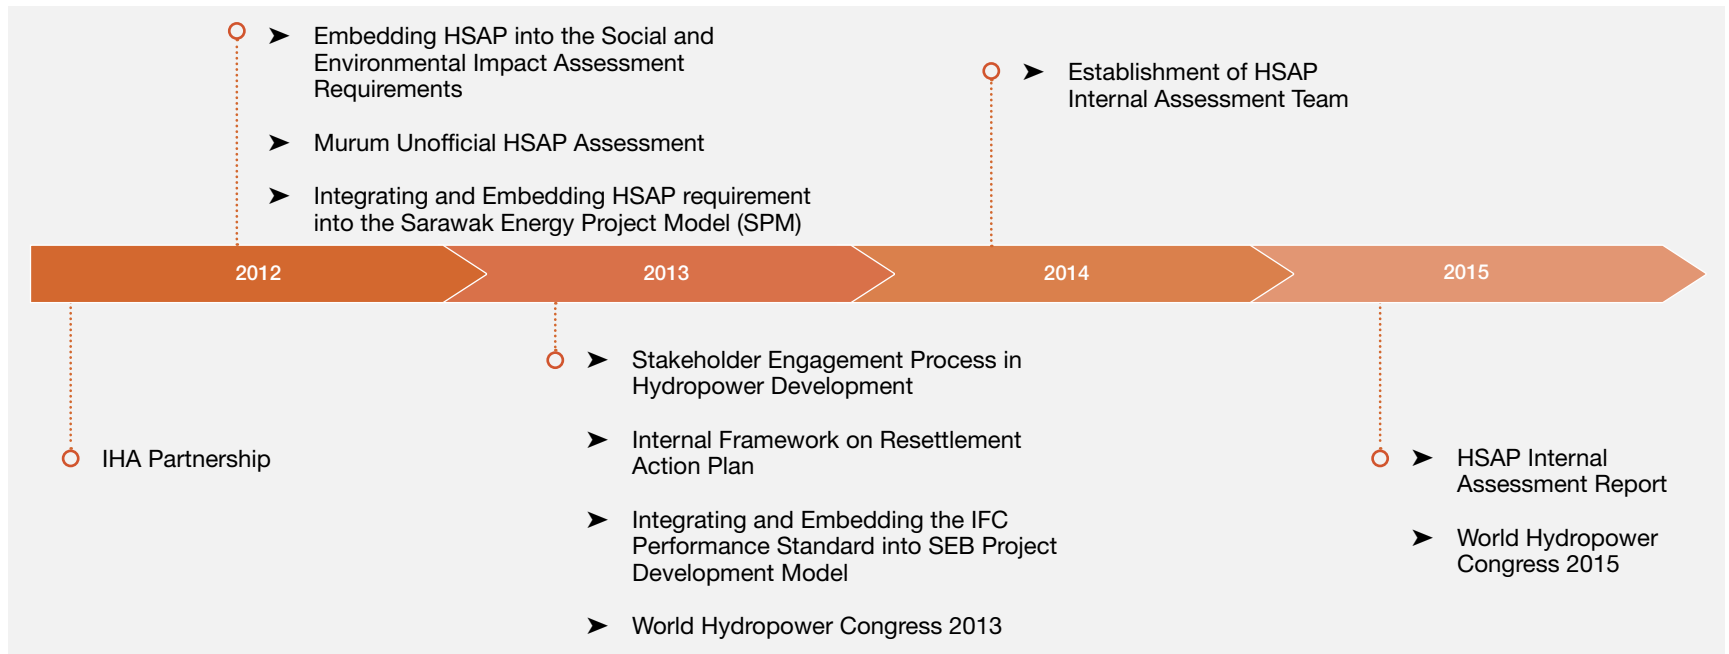 Embedding HSAP into the Social and
Environmental Impact Assessment
Requirements
Murum Unofficial HSAP Assessment
Integrating and Embedding HSAP requirement
into the Sarawak Energy Project Model (SPM)
Establishment of HSAP
Internal Assessment Team
2012
2013
2014
2015
IHA Partnership
Stakeholder Engagement Process in
Hydropower Development
Internal Framework on Resettlement
Action Plan
Integrating and Embedding the IFC
Performance Standard into SEB Project
Development Model
World Hydropower Congress 2013
HSAP Internal
Assessment Report
World Hydropower
Congress 2015